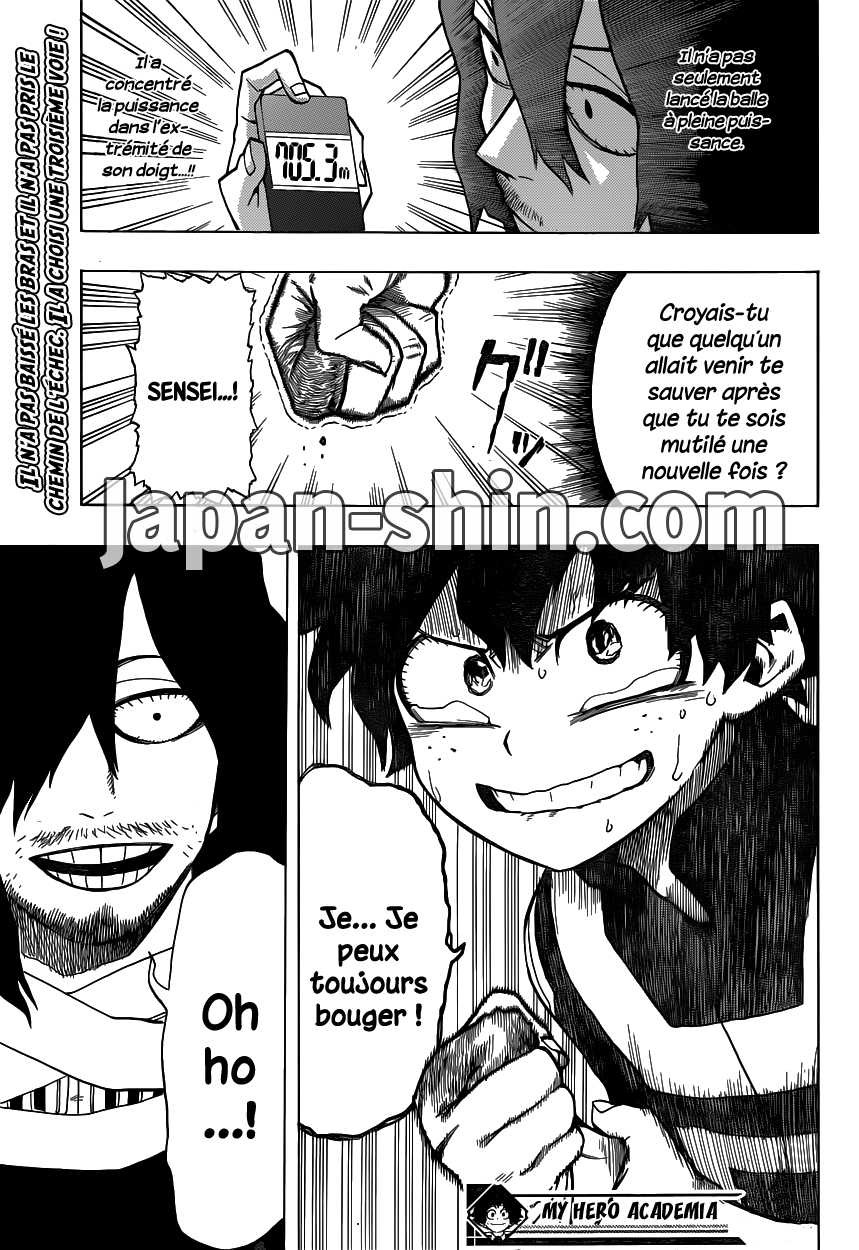 Il n'a pas
seulement
lancé la balle
à pleine puis-
sance.
Il a
concentré
la puissance
dans l'ex-
trémité de
son doigt...!!
705.3m
Il n'a pas baissé les bras et il n'a pas pris le
chemin de l'échec. Il a choisi une troisième voie !
Croyais-tu
que quelqu'un
allait venir te
sauver après
que tu te sois
mutilé une
nouvelle fois ?
グッ
SENSEI...!
Japan-shin.com
Je... Je
peux
toujours
bouger !
Oh
ho
...!
MY HERO ACADEMIA